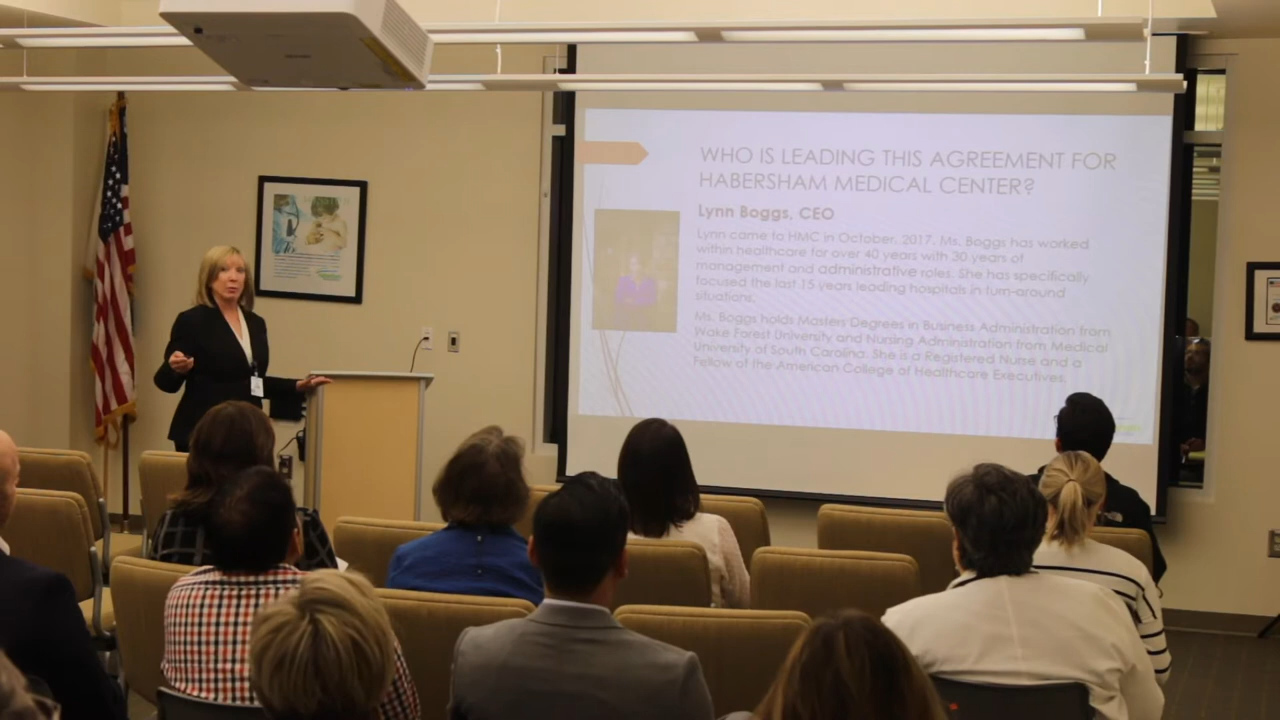 WHO IS LEADING THIS AGREEMENT FOR
HABERSHAM MEDICAL CENTER?
Lynn Boggs, CEO
Lynn came to HMC in October, 2017. Ms. Boggs has worked
within healthcare for over 40 years with 30 years of
management and administrative roles. She has specifically
focused the last 15 years leading hospitals in turn-around
situations.
Ms. Boggs holds Masters Degrees in Business Administration from
Wake Forest University and Nursing Administration from Medical
University of South Carolina. She is a Registered Nurse and a
Fellow of the American College of Healthcare Executives.